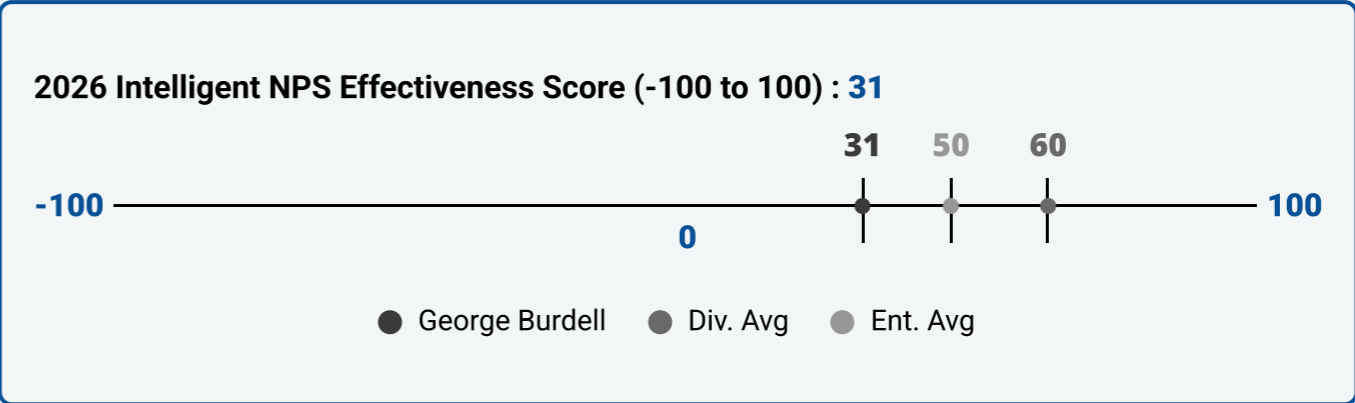 2026 Intelligent NPS Effectiveness Score (-100 to 100) : 31
31 50 60
-100 100
0
George Burdell Div. Avg Ent. Avg